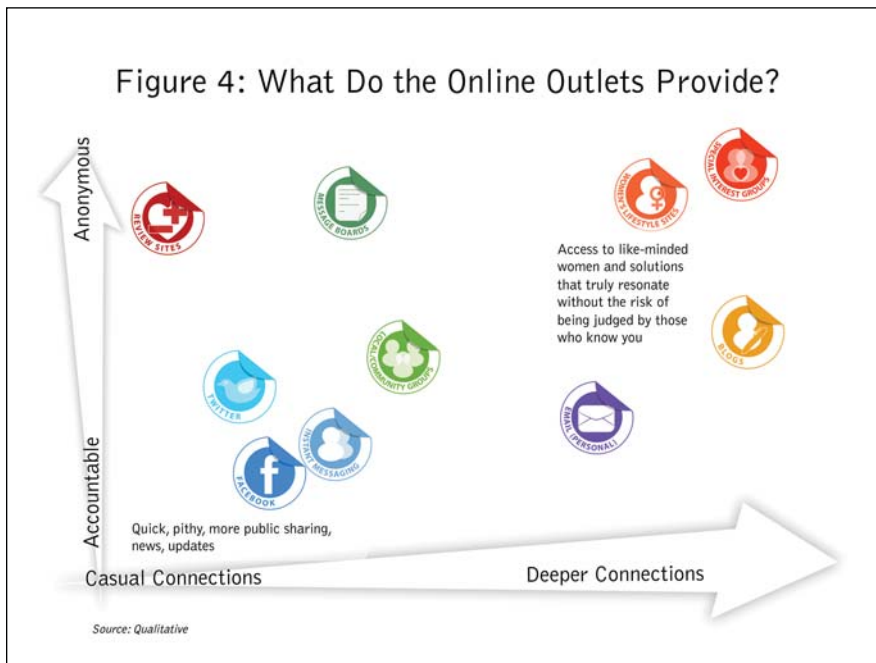 Figure 4: What Do the Online Outlets Provide?
Anonymous
Accountable
REVIEW SITES
MESSAGE BOARDS
WOMEN'S LIFESTYLE SITES
SPECIAL INTEREST GROUPS
Access to like-minded
women and solutions
that truly resonate
without the risk of
being judged by those
who know you
BLOGS
LOCAL/COMMUNITY GROUPS
TWITTER
EMAIL (PERSONAL)
INSTANT MESSAGING
f
FACEBOOK
Quick, pithy, more public sharing,
news, updates
Casual Connections
Deeper Connections
Source: Qualitative